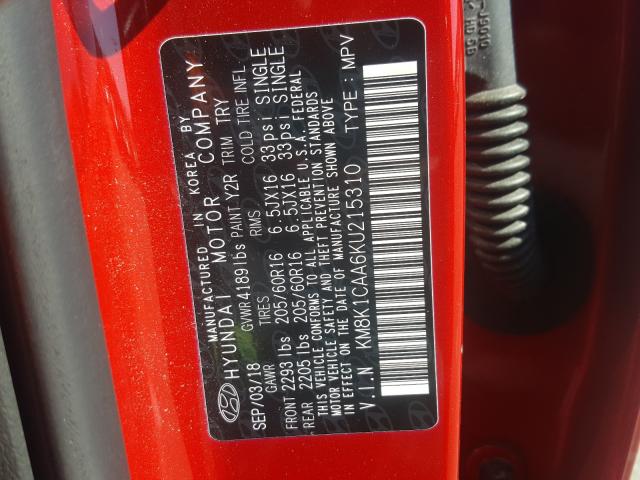 MANUFACTURED IN KOREA BY
HYUNDAI MOTOR COMPANY
SEP/03/18 GVWR 4189 lbs PAINT Y2R TRIM TRY
GAWR TIRES RMS COLD TIRE INFL
FRONT 2293 lbs 205/60R16 6.5JX16 33psi SINGLE
REAR 2205 lbs 205/60R16 6.5JX16 33psi SINGLE
THIS VEHICLE CONFORMS TO ALL APPLICABLE U.S.A. FEDERAL
MOTOR VEHICLE SAFETY AND THEFT PREVENTION STANDARDS
IN EFFECT ON THE DATE OF MANUFACTURE SHOWN ABOVE
V.I.N KM8K1CAA6KU215310 TYPE : MPV